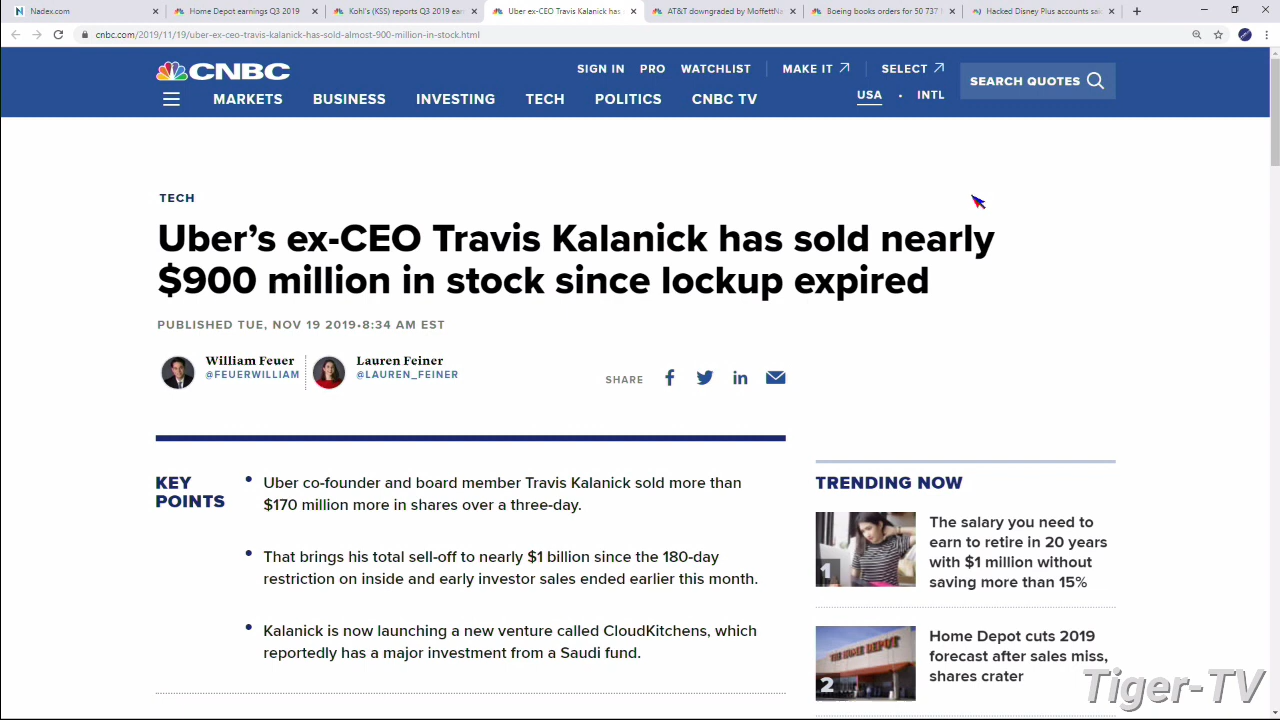 Nadex.com
Home Depot earnings Q3 2019
Kohl's (KSS) reports Q3 2019 ear
Uber ex-CEO Travis Kalanick has
AT&T downgraded by MoffettN
Boeing books orders for 50 737
Hacked Disney Plus accounts sai
cnbc.com/2019/11/19/uber-ex-ceo-travis-kalanick-has-sold-almost-900-million-in-stock.html
CNBC
SIGN IN PRO WATCHLIST MAKE IT SELECT
SEARCH QUOTES
MARKETS BUSINESS INVESTING TECH POLITICS CNBC TV
USA • INTL
TECH
Uber's ex-CEO Travis Kalanick has sold nearly
$900 million in stock since lockup expired
PUBLISHED TUE, NOV 19 2019•8:34 AM EST
William Feuer
@FEUERWILLIAM
Lauren Feiner
@LAUREN_FEINER
SHARE
KEY
POINTS
• Uber co-founder and board member Travis Kalanick sold more than
$170 million more in shares over a three-day.
• That brings his total sell-off to nearly $1 billion since the 180-day
restriction on inside and early investor sales ended earlier this month.
• Kalanick is now launching a new venture called CloudKitchens, which
reportedly has a major investment from a Saudi fund.
TRENDING NOW
1
The salary you need to
earn to retire in 20 years
with $1 million without
saving more than 15%
THE HOME DEPOT
2
Home Depot cuts 2019
forecast after sales miss,
shares crater
Tiger-TV